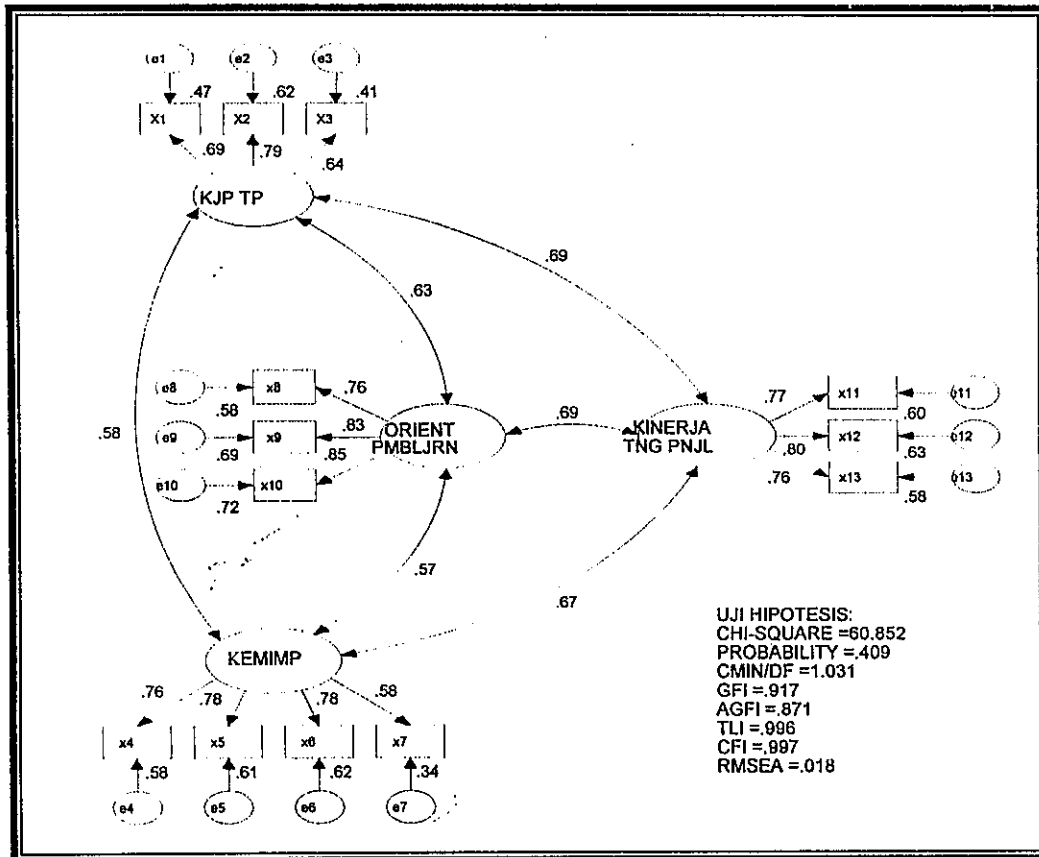 e1 e2 e3
.47 .62 .41
X1 X2 X3
.69 .79 .64
KJP TP
.69
.63
.58
e8 x8 .76
.58
e9 x9 .83
.69
e10 x10 .85
.72
ORIENT
PMBLJRN
.69
KINERJA
TNG PNJL
.77 x11 e11
.60
.80 x12 e12
.63
.76 x13 e13
.58
.57
.67
KEMIMP
.76 .78 .78 .58
x4 x5 x6 x7
.58 .61 .62 .34
e4 e5 e6 e7
UJI HIPOTESIS:
CHI-SQUARE =60.852
PROBABILITY =.409
CMIN/DF =1.031
GFI =.917
AGFI =.871
TLI =.996
CFI =.997
RMSEA =.018